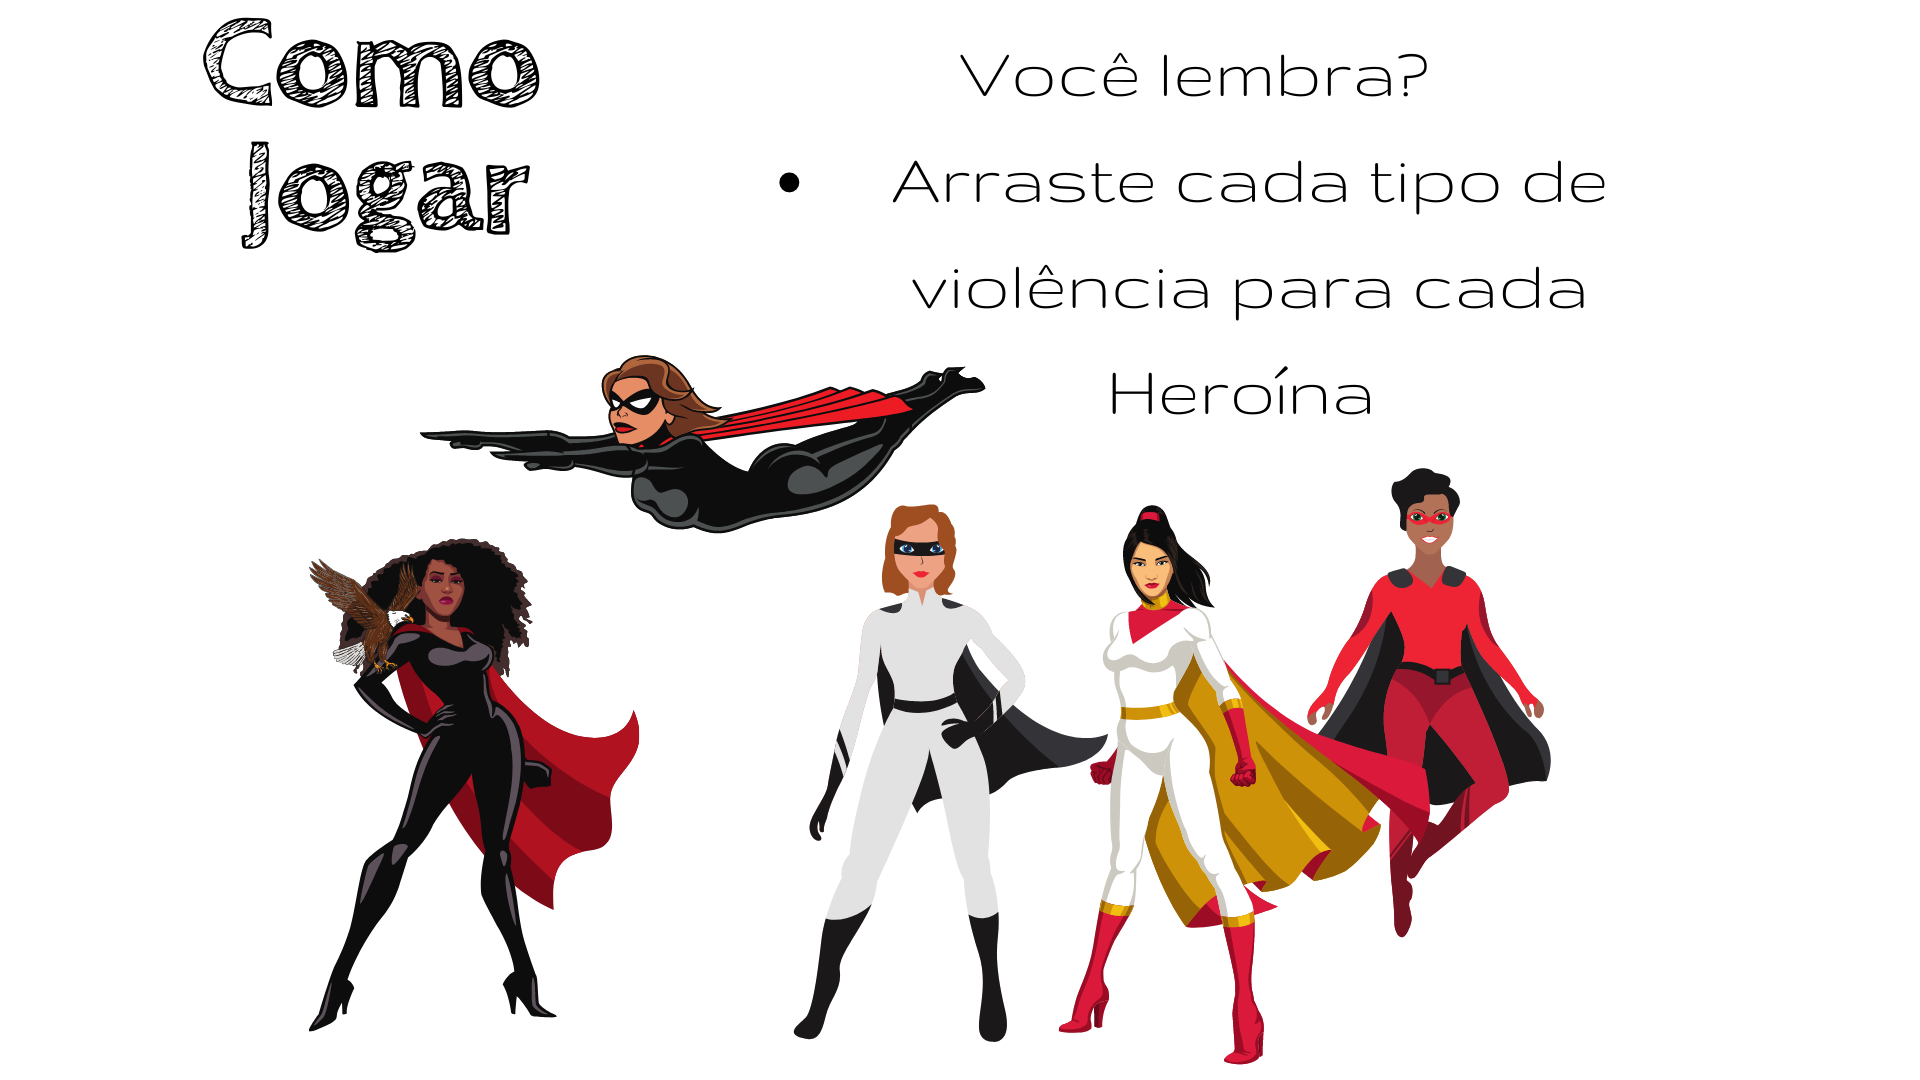 Como
Jogar
Você lembra?
• Arraste cada tipo de
violência para cada
Heroína